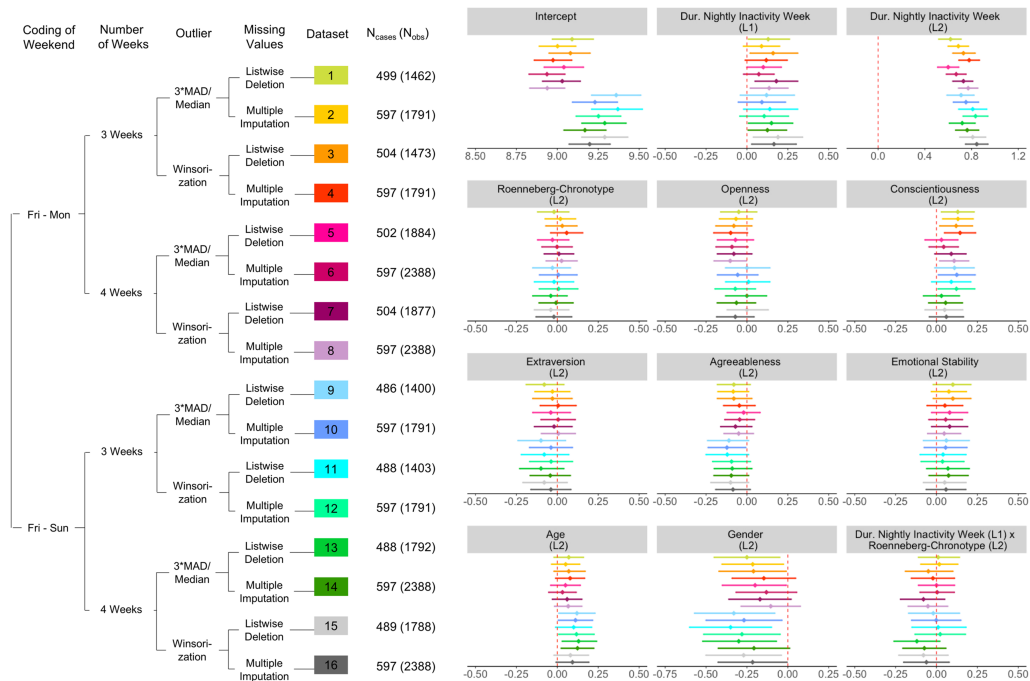 Coding of
Weekend
Number
of Weeks
Outlier
Missing
Values
Dataset
Ncases (Nobs)
Fri - Mon
3 Weeks
3*MAD/
Median
Listwise
Deletion
1
499 (1462)
Multiple
Imputation
2
597 (1791)
Winsori-
zation
Listwise
Deletion
3
504 (1473)
Multiple
Imputation
4
597 (1791)
4 Weeks
3*MAD/
Median
Listwise
Deletion
5
502 (1884)
Multiple
Imputation
6
597 (2388)
Winsori-
zation
Listwise
Deletion
7
504 (1877)
Multiple
Imputation
8
597 (2388)
Fri - Sun
3 Weeks
3*MAD/
Median
Listwise
Deletion
9
486 (1400)
Multiple
Imputation
10
597 (1791)
Winsori-
zation
Listwise
Deletion
11
488 (1403)
Multiple
Imputation
12
597 (1791)
4 Weeks
3*MAD/
Median
Listwise
Deletion
13
488 (1792)
Multiple
Imputation
14
597 (2388)
Winsori-
zation
Listwise
Deletion
15
489 (1788)
Multiple
Imputation
16
597 (2388)
Intercept
8.50 8.75 9.00 9.25 9.50
Dur. Nightly Inactivity Week
(L1)
-0.50 -0.25 0.00 0.25 0.50
Dur. Nightly Inactivity Week
(L2)
0.0 0.4 0.8 1.2
Roenneberg-Chronotype
(L2)
-0.50 -0.25 0.00 0.25 0.50
Openness
(L2)
-0.50 -0.25 0.00 0.25 0.50
Conscientiousness
(L2)
-0.50 -0.25 0.00 0.25 0.50
Extraversion
(L2)
-0.50 -0.25 0.00 0.25 0.50
Agreeableness
(L2)
-0.50 -0.25 0.00 0.25 0.50
Emotional Stability
(L2)
-0.50 -0.25 0.00 0.25 0.50
Age
(L2)
-0.50 -0.25 0.00 0.25 0.50
Gender
(L2)
-0.75 -0.50 -0.25 0.00 0.25
Dur. Nightly Inactivity Week (L1) x
Roenneberg-Chronotype (L2)
-0.50 -0.25 0.00 0.25 0.50